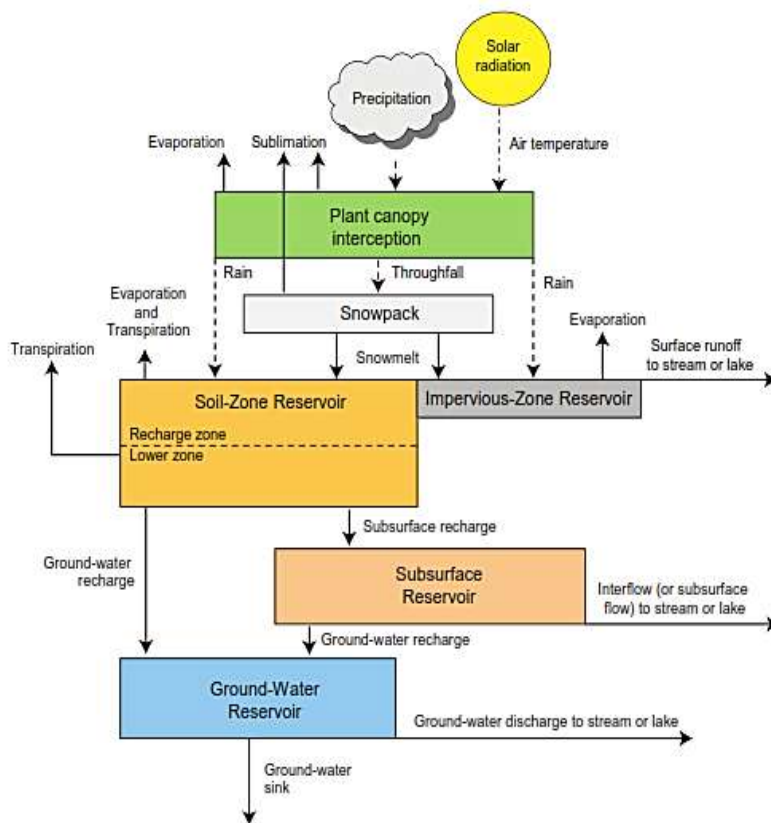 Solar
radiation
Precipitation
Evaporation
Sublimation
Air temperature
Plant canopy
interception
Rain
Throughfall
Rain
Evaporation
and
Transpiration
Snowpack
Evaporation
Transpiration
Snowmelt
Surface runoff
to stream or lake
Soil-Zone Reservoir
Impervious-Zone Reservoir
Recharge zone
Lower zone
Subsurface recharge
Ground-water
recharge
Subsurface
Reservoir
Interflow (or subsurface
flow) to stream or lake
Ground-water recharge
Ground-Water
Reservoir
Ground-water discharge to stream or lake
Ground-water
sink